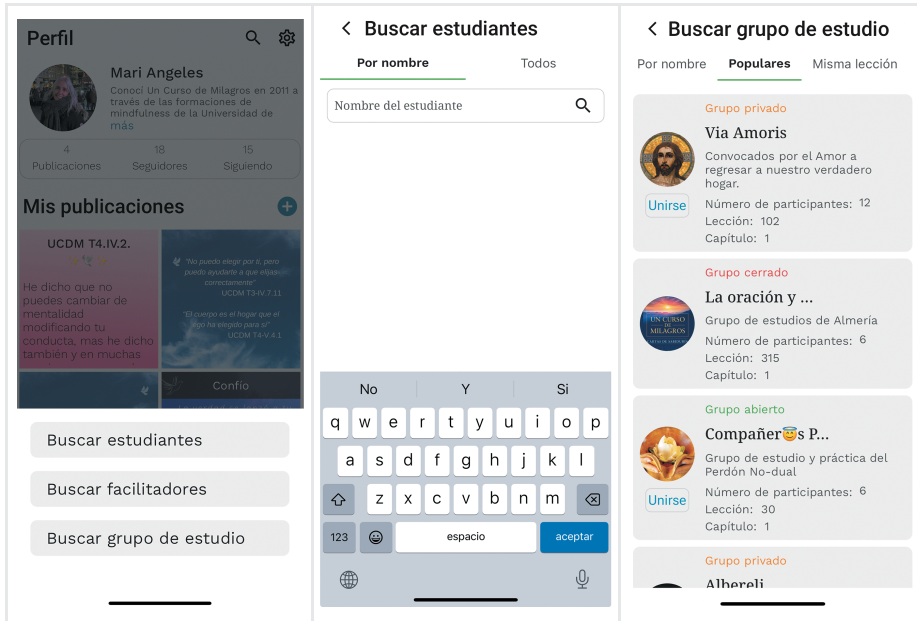 Perfil
Mari Angeles
Conocí Un Curso de Milagros en 2011 a
través de las formaciones de
mindfulness de la Universidad de
más
4
Publicaciones
18
Seguidores
15
Siguiendo
Mis publicaciones
UCDM T4.IV.2.
He dicho que no
puedes cambiar de
mentalidad
modificando tu
conducta, mas he dicho
también y en muchas
"No puedo elegir por ti, pero
puedo ayudarte a que elijas
correctamente"
UCDM T3-IV.7.11
"El cuerpo es el hogar que el
ego ha elegido para sí"
UCDM T4-V.4.1
Confío
Buscar estudiantes
Buscar facilitadores
Buscar grupo de estudio
Buscar estudiantes
Por nombre
Todos
Nombre del estudiante
No Y Si
q w e r t y u i o p
a s d f g h j k l
z x c v b n m
123 espacio aceptar
Buscar grupo de estudio
Por nombre Populares Misma lección
Grupo privado
Via Amoris
Convocados por el Amor a
regresar a nuestro verdadero
hogar.
Unirse
Número de participantes: 12
Lección: 102
Capítulo: 1
Grupo cerrado
La oración y ...
UN CURSO
DE
MILAGROS
Grupo de estudios de Almería
Número de participantes: 6
Lección: 315
Capítulo: 1
Grupo abierto
Compañer😇s P...
Grupo de estudio y práctica del
Perdón No-dual
Unirse
Número de participantes: 6
Lección: 30
Capítulo: 1
Grupo privado
Albereli